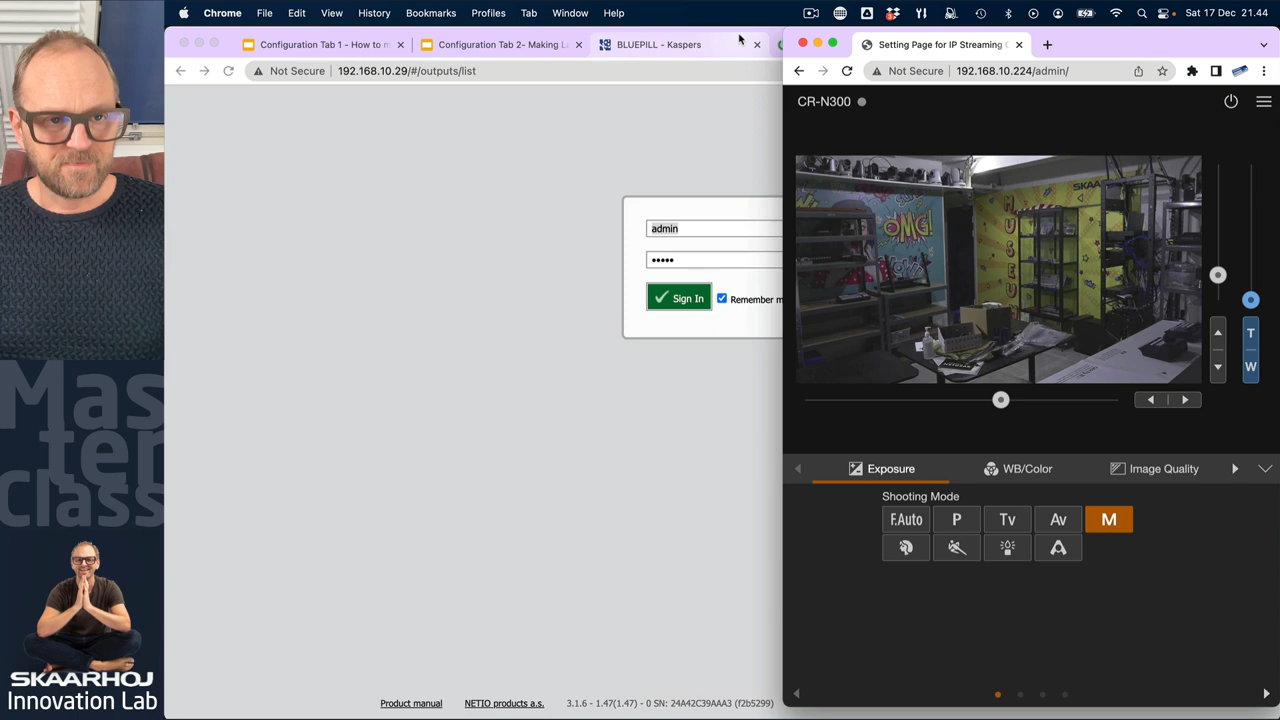 Chrome File Edit View History Bookmarks Profiles Tab Window Help
Sat 17 Dec 21.44
Configuration Tab 1 - How to m
Configuration Tab 2- Making L
BLUEPILL - Kaspers
Setting Page for IP Streaming
Not Secure 192.168.10.29/#/outputs/list
Not Secure 192.168.10.224/admin/
CR-N300
SKAA
OMG!
MUSEU
admin
•••••
Sign In
Remember m
T
W
Exposure
WB/Color
Image Quality
Shooting Mode
F.Auto P Tv Av M
Mas
ter
Class
SKAARHOJ
Innovation Lab
Product manual
NETIO products a.s.
3.1.6 - 1.47(1.47) - 0 SN: 24A42C39AAA3 (f2b5299)